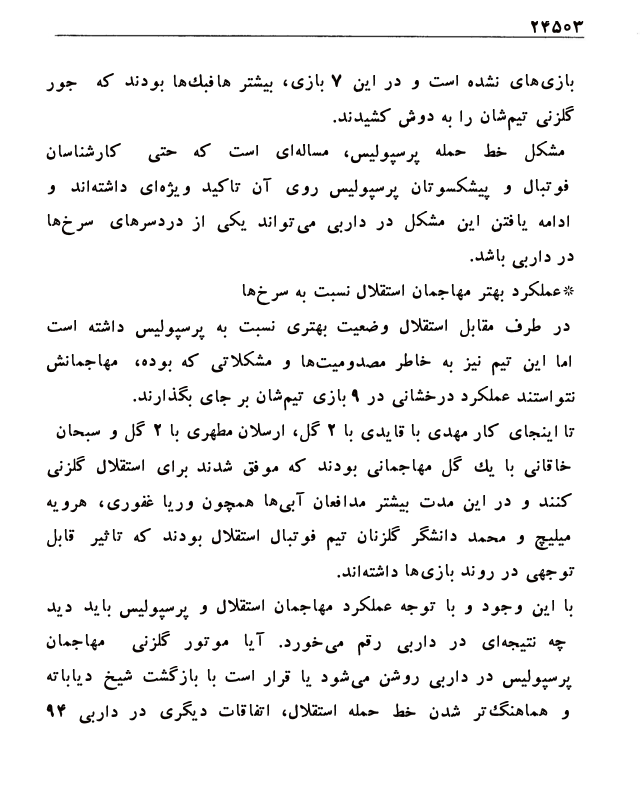 ۲۴۵۰۳
بازی‌های نشده است و در این ۷ بازی، بیشتر هافبك‌ها بودند که جور
گلزنی تیم‌شان را به دوش کشیدند.
مشکل خط حمله پرسپولیس، مساله‌ای است که حتی کارشناسان
فوتبال و پیشکسوتان پرسپولیس روی آن تاکید ویژه‌ای داشته‌اند و
ادامه یافتن این مشکل در داربی می‌تواند یکی از دردسرهای سرخ‌ها
در داربی باشد.
*عملکرد بهتر مهاجمان استقلال نسبت به سرخ‌ها
در طرف مقابل استقلال وضعیت بهتری نسبت به پرسپولیس داشته است
اما این تیم نیز به خاطر مصدومیت‌ها و مشکلاتی که بوده، مهاجمانش
نتواستند عملکرد درخشانی در ۹ بازی تیم‌شان بر جای بگذارند.
تا اینجای کار مهدی با قایدی با ۲ گل، ارسلان مطهری با ۲ گل و سبحان
خاقانی با یك گل مهاجمانی بودند که موفق شدند برای استقلال گلزنی
کنند و در این مدت بیشتر مدافعان آبی‌ها همچون وریا غفوری، هرویه
میلیچ و محمد دانشگر گلزنان تیم فوتبال استقلال بودند که تاثیر قابل
توجهی در روند بازی‌ها داشته‌اند.
با این وجود و با توجه عملکرد مهاجمان استقلال و پرسپولیس باید دید
چه نتیجه‌ای در داربی رقم می‌خورد. آیا موتور گلزنی مهاجمان
پرسپولیس در داربی روشن می‌شود یا قرار است با بازگشت شیخ دیاباته
و هماهنگ‌تر شدن خط حمله استقلال، اتفاقات دیگری در داربی ۹۴